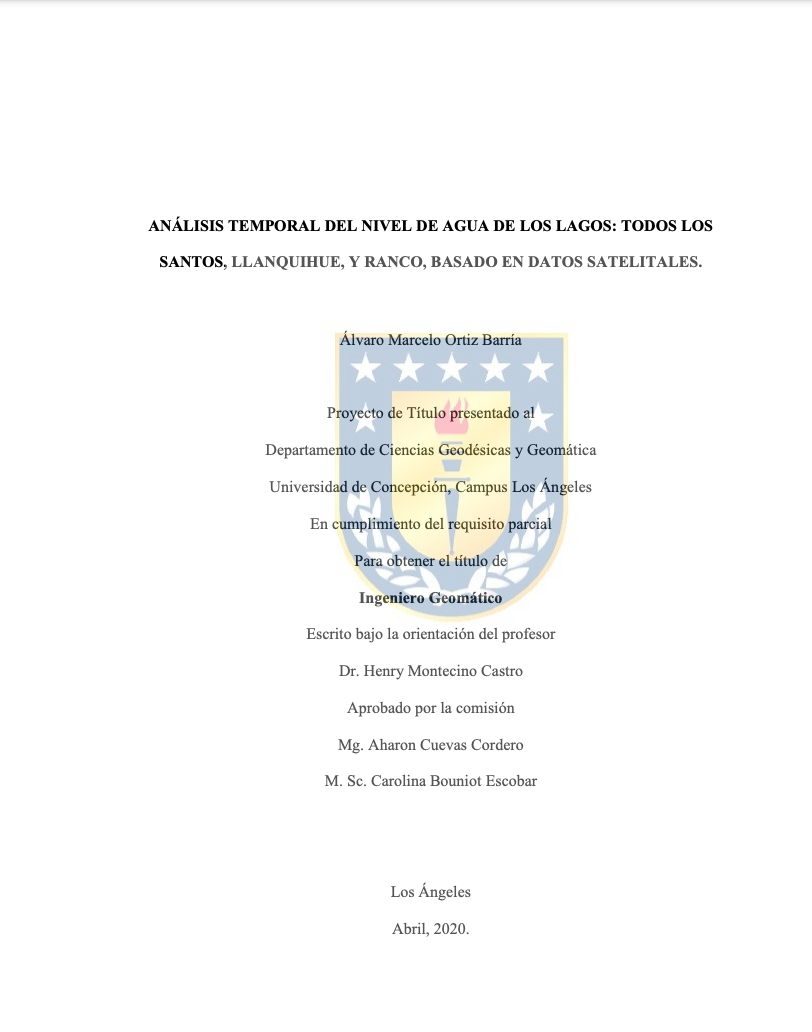 ANÁLISIS TEMPORAL DEL NIVEL DE AGUA DE LOS LAGOS: TODOS LOS
SANTOS, LLANQUIHUE, Y RANCO, BASADO EN DATOS SATELITALES.
Álvaro Marcelo Ortiz Barría
Proyecto de Título presentado al
Departamento de Ciencias Geodésicas y Geomática
Universidad de Concepción, Campus Los Ángeles
En cumplimiento del requisito parcial
Para obtener el título de
Ingeniero Geomático
Escrito bajo la orientación del profesor
Dr. Henry Montecino Castro
Aprobado por la comisión
Mg. Aharon Cuevas Cordero
M. Sc. Carolina Bouniot Escobar
Los Ángeles
Abril, 2020.